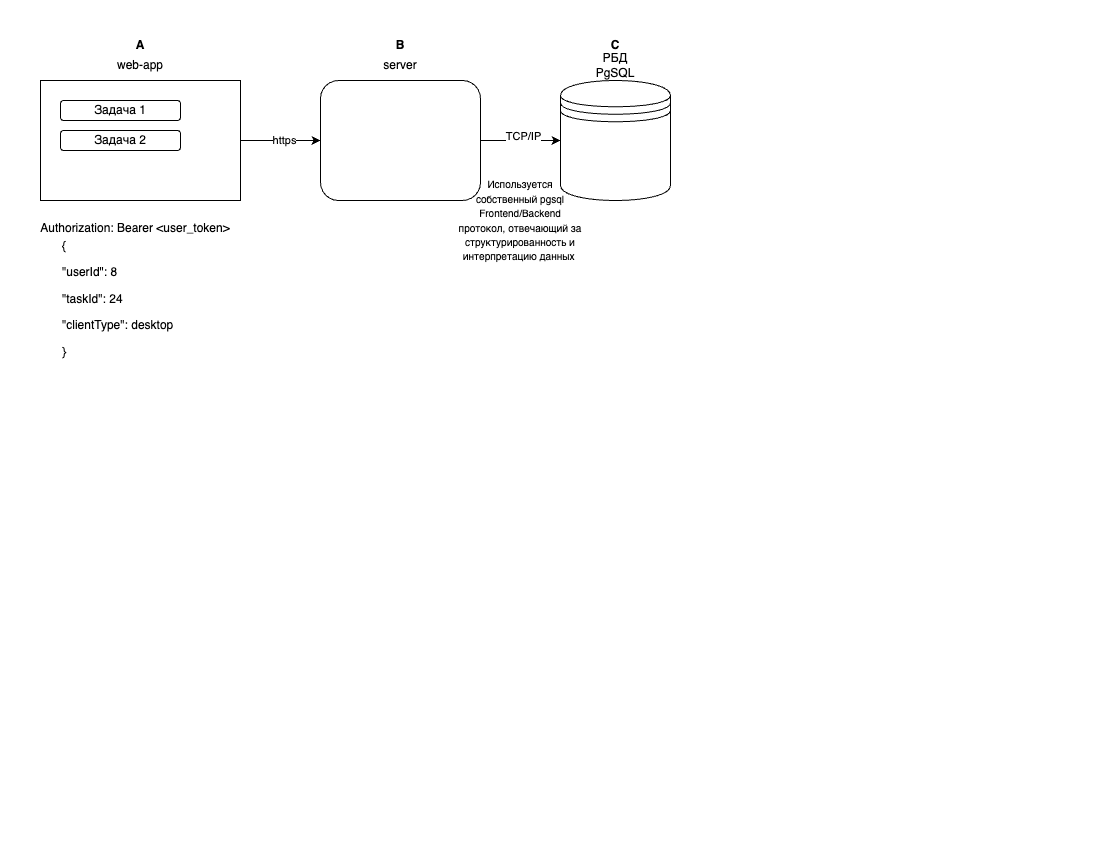 A
web-app
Задача 1
Задача 2
https
B
server
TCP/IP
C
РБД
PgSQL
Используется
собственный pgsql
Frontend/Backend
протокол, отвечающий за
структурированность и
интерпретацию данных
Authorization: Bearer <user_token>
{
"userId": 8
"taskId": 24
"clientType": desktop
}